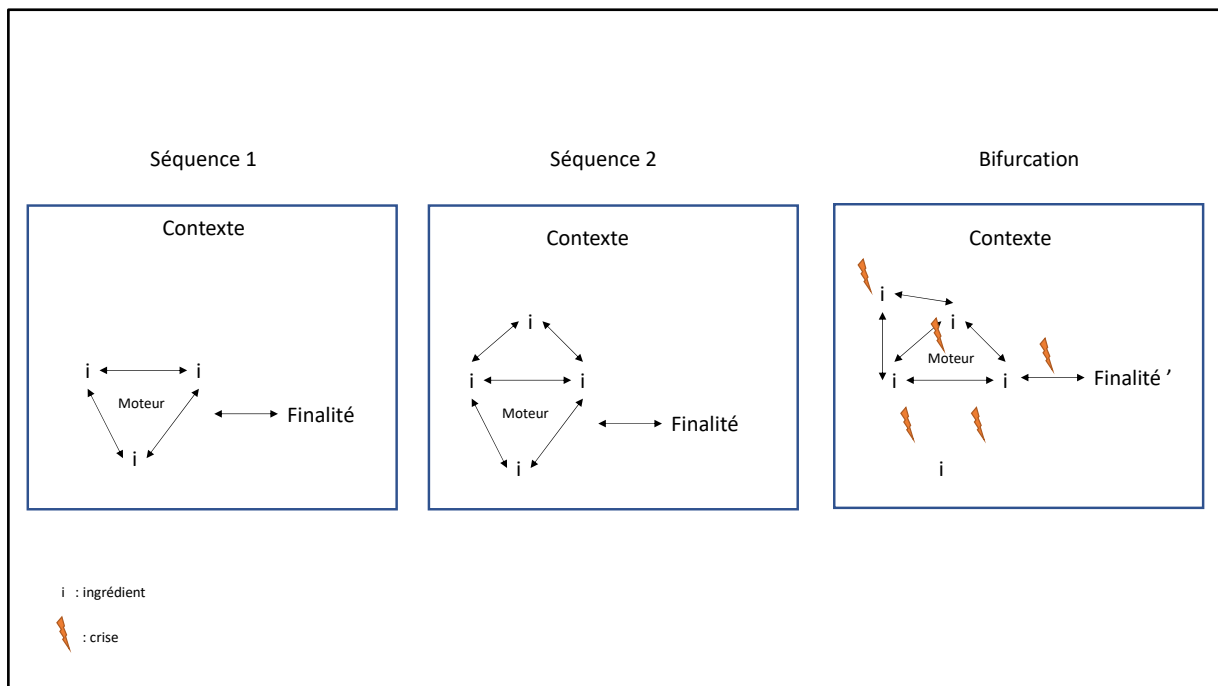 Séquence 1
Séquence 2
Bifurcation
Contexte
i
i
Moteur
i
Finalité
Contexte
i
i
i
Moteur
i
Finalité
Contexte
i
i
Moteur
i
i
Finalité ’
i
i : ingrédient
: crise